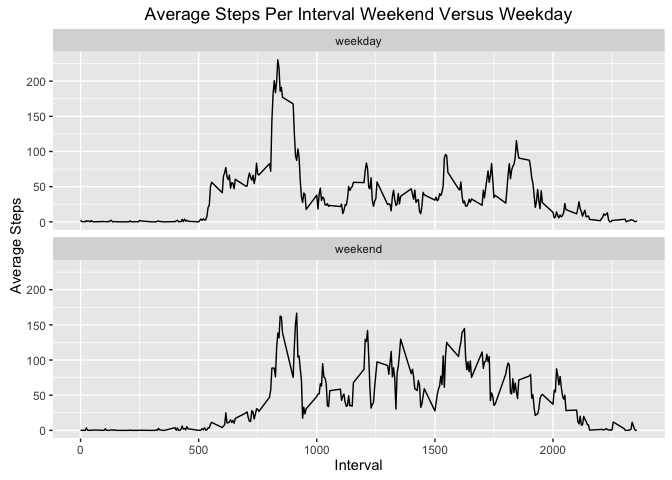 Average Steps Per Interval Weekend Versus Weekday
weekday
200
150
100
50
0
weekend
200
150
100
50
0
Average Steps
0 500 1000 1500 2000
Interval